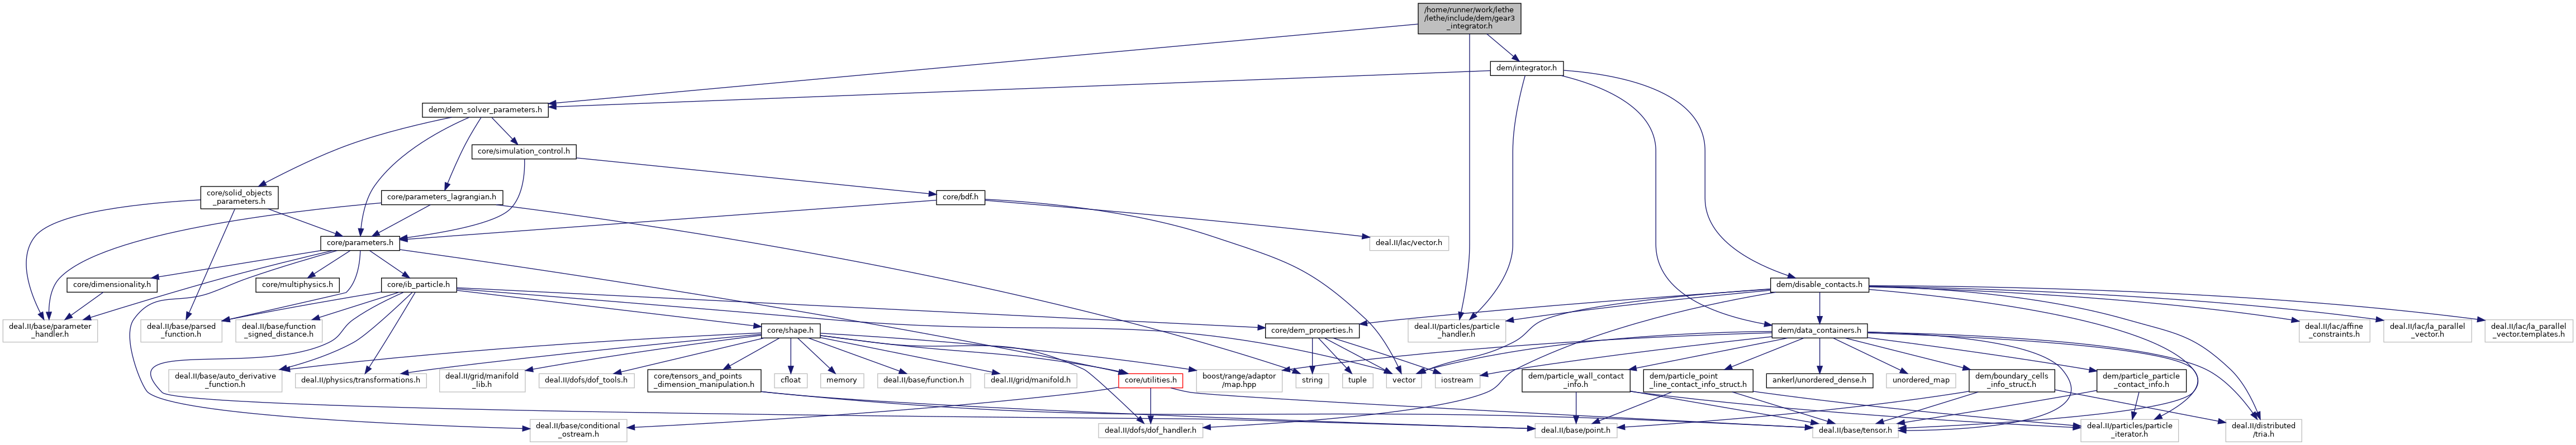 /home/runner/work/lethe
/lethe/include/dem/gear3
_integrator.h
dem/integrator.h
dem/dem_solver_parameters.h
core/simulation_control.h
core/solid_objects
_parameters.h
core/parameters_lagrangian.h
core/bdf.h
core/parameters.h
deal.II/lac/vector.h
core/dimensionality.h
core/multiphysics.h
core/ib_particle.h
dem/disable_contacts.h
deal.II/base/parameter
_handler.h
deal.II/base/parsed
_function.h
deal.II/base/function
_signed_distance.h
core/shape.h
core/dem_properties.h
deal.II/particles/particle
_handler.h
dem/data_containers.h
deal.II/lac/affine
_constraints.h
deal.II/lac/la_parallel
_vector.h
deal.II/lac/la_parallel
_vector.templates.h
deal.II/base/auto_derivative
_function.h
deal.II/physics/transformations.h
deal.II/grid/manifold
_lib.h
deal.II/dofs/dof_tools.h
core/tensors_and_points
_dimension_manipulation.h
cfloat
memory
deal.II/base/function.h
deal.II/grid/manifold.h
core/utilities.h
boost/range/adaptor
/map.hpp
string
tuple
vector
iostream
dem/particle_wall_contact
_info.h
dem/particle_point
_line_contact_info_struct.h
ankerl/unordered_dense.h
unordered_map
dem/boundary_cells
_info_struct.h
dem/particle_particle
_contact_info.h
deal.II/base/conditional
_ostream.h
deal.II/dofs/dof_handler.h
deal.II/base/point.h
deal.II/base/tensor.h
deal.II/particles/particle
_iterator.h
deal.II/distributed
/tria.h